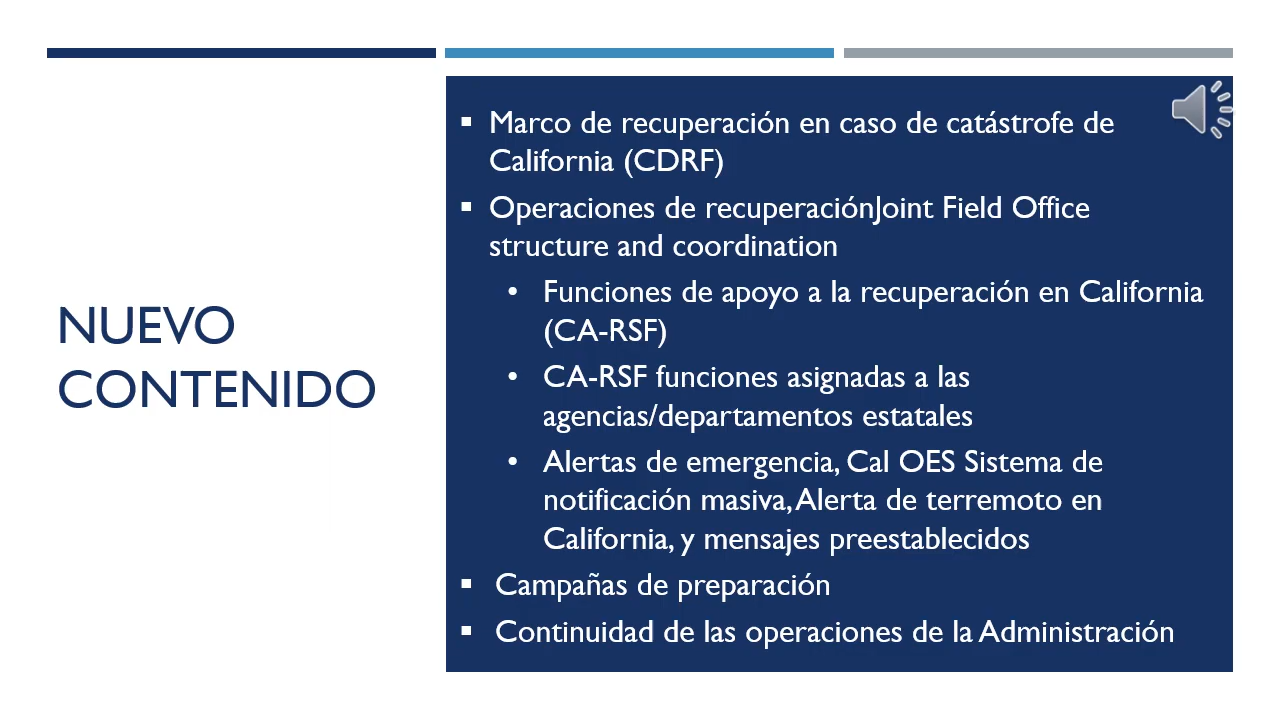 NUEVO
CONTENIDO
▪ Marco de recuperación en caso de catástrofe de
California (CDRF)
▪ Operaciones de recuperaciónJoint Field Office
structure and coordination
• Funciones de apoyo a la recuperación en California
(CA-RSF)
• CA-RSF funciones asignadas a las
agencias/departamentos estatales
• Alertas de emergencia, Cal OES Sistema de
notificación masiva, Alerta de terremoto en
California, y mensajes preestablecidos
▪ Campañas de preparación
▪ Continuidad de las operaciones de la Administración